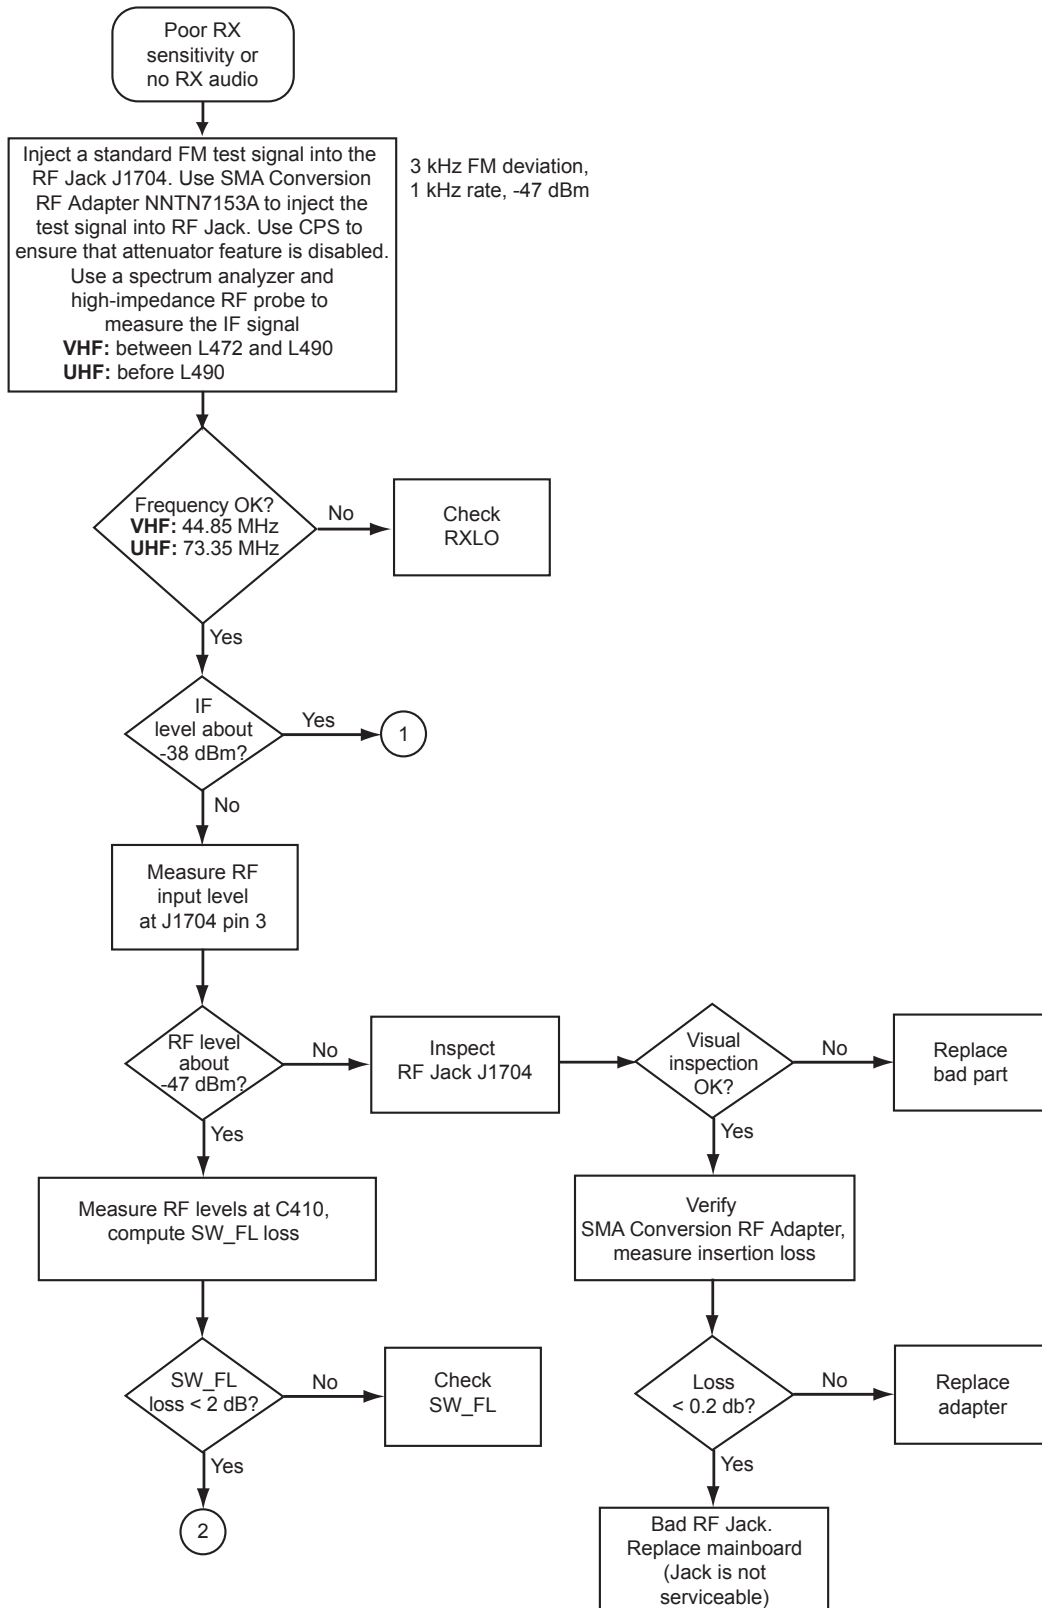 Poor RX
sensitivity or
no RX audio
Inject a standard FM test signal into the
RF Jack J1704. Use SMA Conversion
RF Adapter NNTN7153A to inject the
test signal into RF Jack. Use CPS to
ensure that attenuator feature is disabled.
Use a spectrum analyzer and
high-impedance RF probe to
measure the IF signal
VHF: between L472 and L490
UHF: before L490
3 kHz FM deviation,
1 kHz rate, -47 dBm
Frequency OK?
VHF: 44.85 MHz
UHF: 73.35 MHz
No
Check
RXLO
Yes
IF
level about
-38 dBm?
Yes
1
No
Measure RF
input level
at J1704 pin 3
RF level
about
-47 dBm?
No
Inspect
RF Jack J1704
Visual
inspection
OK?
No
Replace
bad part
Yes
Yes
Measure RF levels at C410,
compute SW_FL loss
Verify
SMA Conversion RF Adapter,
measure insertion loss
SW_FL
loss < 2 dB?
No
Check
SW_FL
Loss
< 0.2 db?
No
Replace
adapter
Yes
Yes
2
Bad RF Jack.
Replace mainboard
(Jack is not
serviceable)